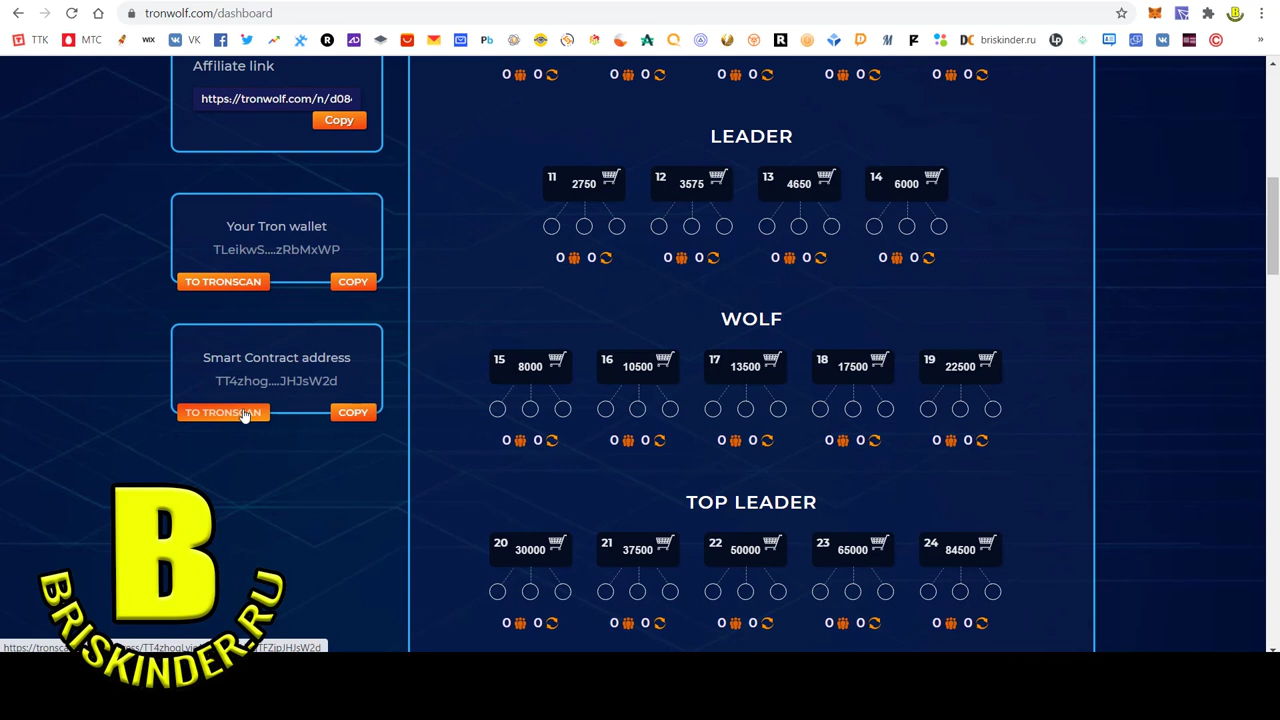 tronwolf.com/dashboard
TTK МТС WIX VK Pb DC briskinder.ru Lp »
Affiliate link
https://tronwolf.com/n/d08
Copy
0 0 0 0 0 0 0 0 0 0
LEADER
11 2750 12 3575 13 4650 14 6000
0 0 0 0 0 0 0 0
Your Tron wallet
TLeikwS....zRbMxWP
TO TRONSCAN COPY
WOLF
15 8000 16 10500 17 13500 18 17500 19 22500
0 0 0 0 0 0 0 0 0 0
Smart Contract address
TT4zhog....JHJsW2d
TO TRONSCAN COPY
TOP LEADER
20 30000 21 37500 22 50000 23 65000 24 84500
0 0 0 0 0 0 0 0 0 0
B
BRISKINDER.RU